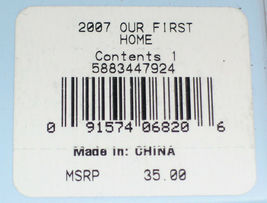 2007 OUR FIRST
HOME
Contents 1
5883447924
0 91574 06820 6
Made in: CHINA
MSRP 35.00